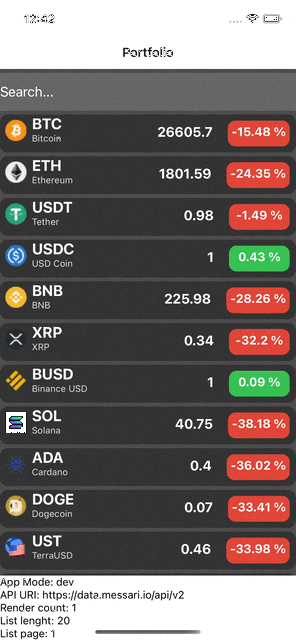 12:42
Portfolio
Search...
BTC 26605.7 -15.48 %
Bitcoin
ETH 1801.59 -24.35 %
Ethereum
USDT 0.98 -1.49 %
Tether
USDC 1 0.43 %
USD Coin
BNB 225.98 -28.26 %
BNB
XRP 0.34 -32.2 %
XRP
BUSD 1 0.09 %
Binance USD
SOL 40.75 -38.18 %
Solana
ADA 0.4 -36.02 %
Cardano
DOGE 0.07 -33.41 %
Dogecoin
UST 0.46 -33.98 %
TerraUSD
App Mode: dev
API URI: https://data.messari.io/api/v2
Render count: 1
List lenght: 20
List page: 1